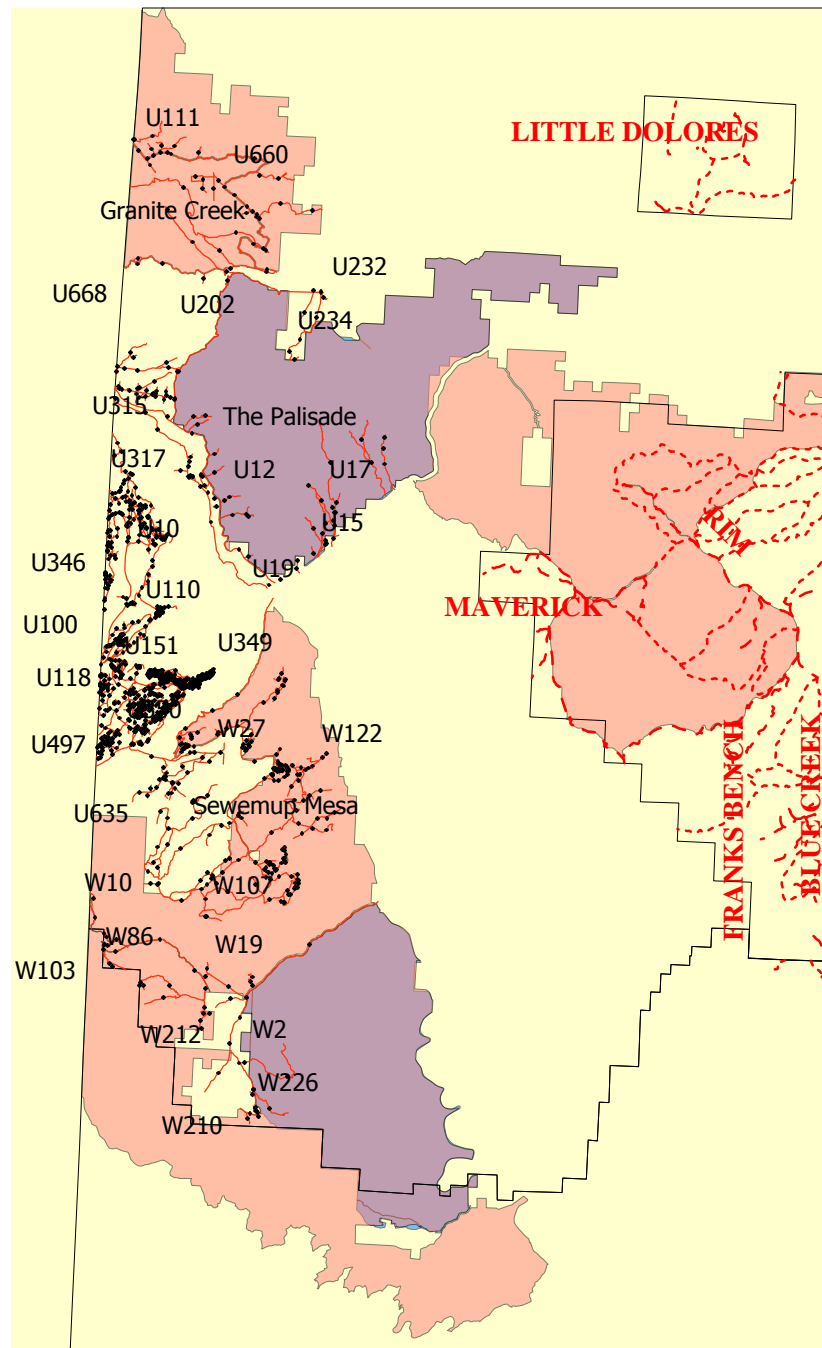 U111
LITTLE DOLORES
U660
Granite Creek
U232
U668
U202
U234
U315
The Palisade
U317
U12
U17
U10
U15
RIM
U346
U19
U110
MAVERICK
U100
U151
U349
U118
W27
W122
U497
FRANKS BENCH
BLUE CREEK
Sewemup Mesa
U635
W10
W107
W86
W19
W103
W212
W2
W226
W210